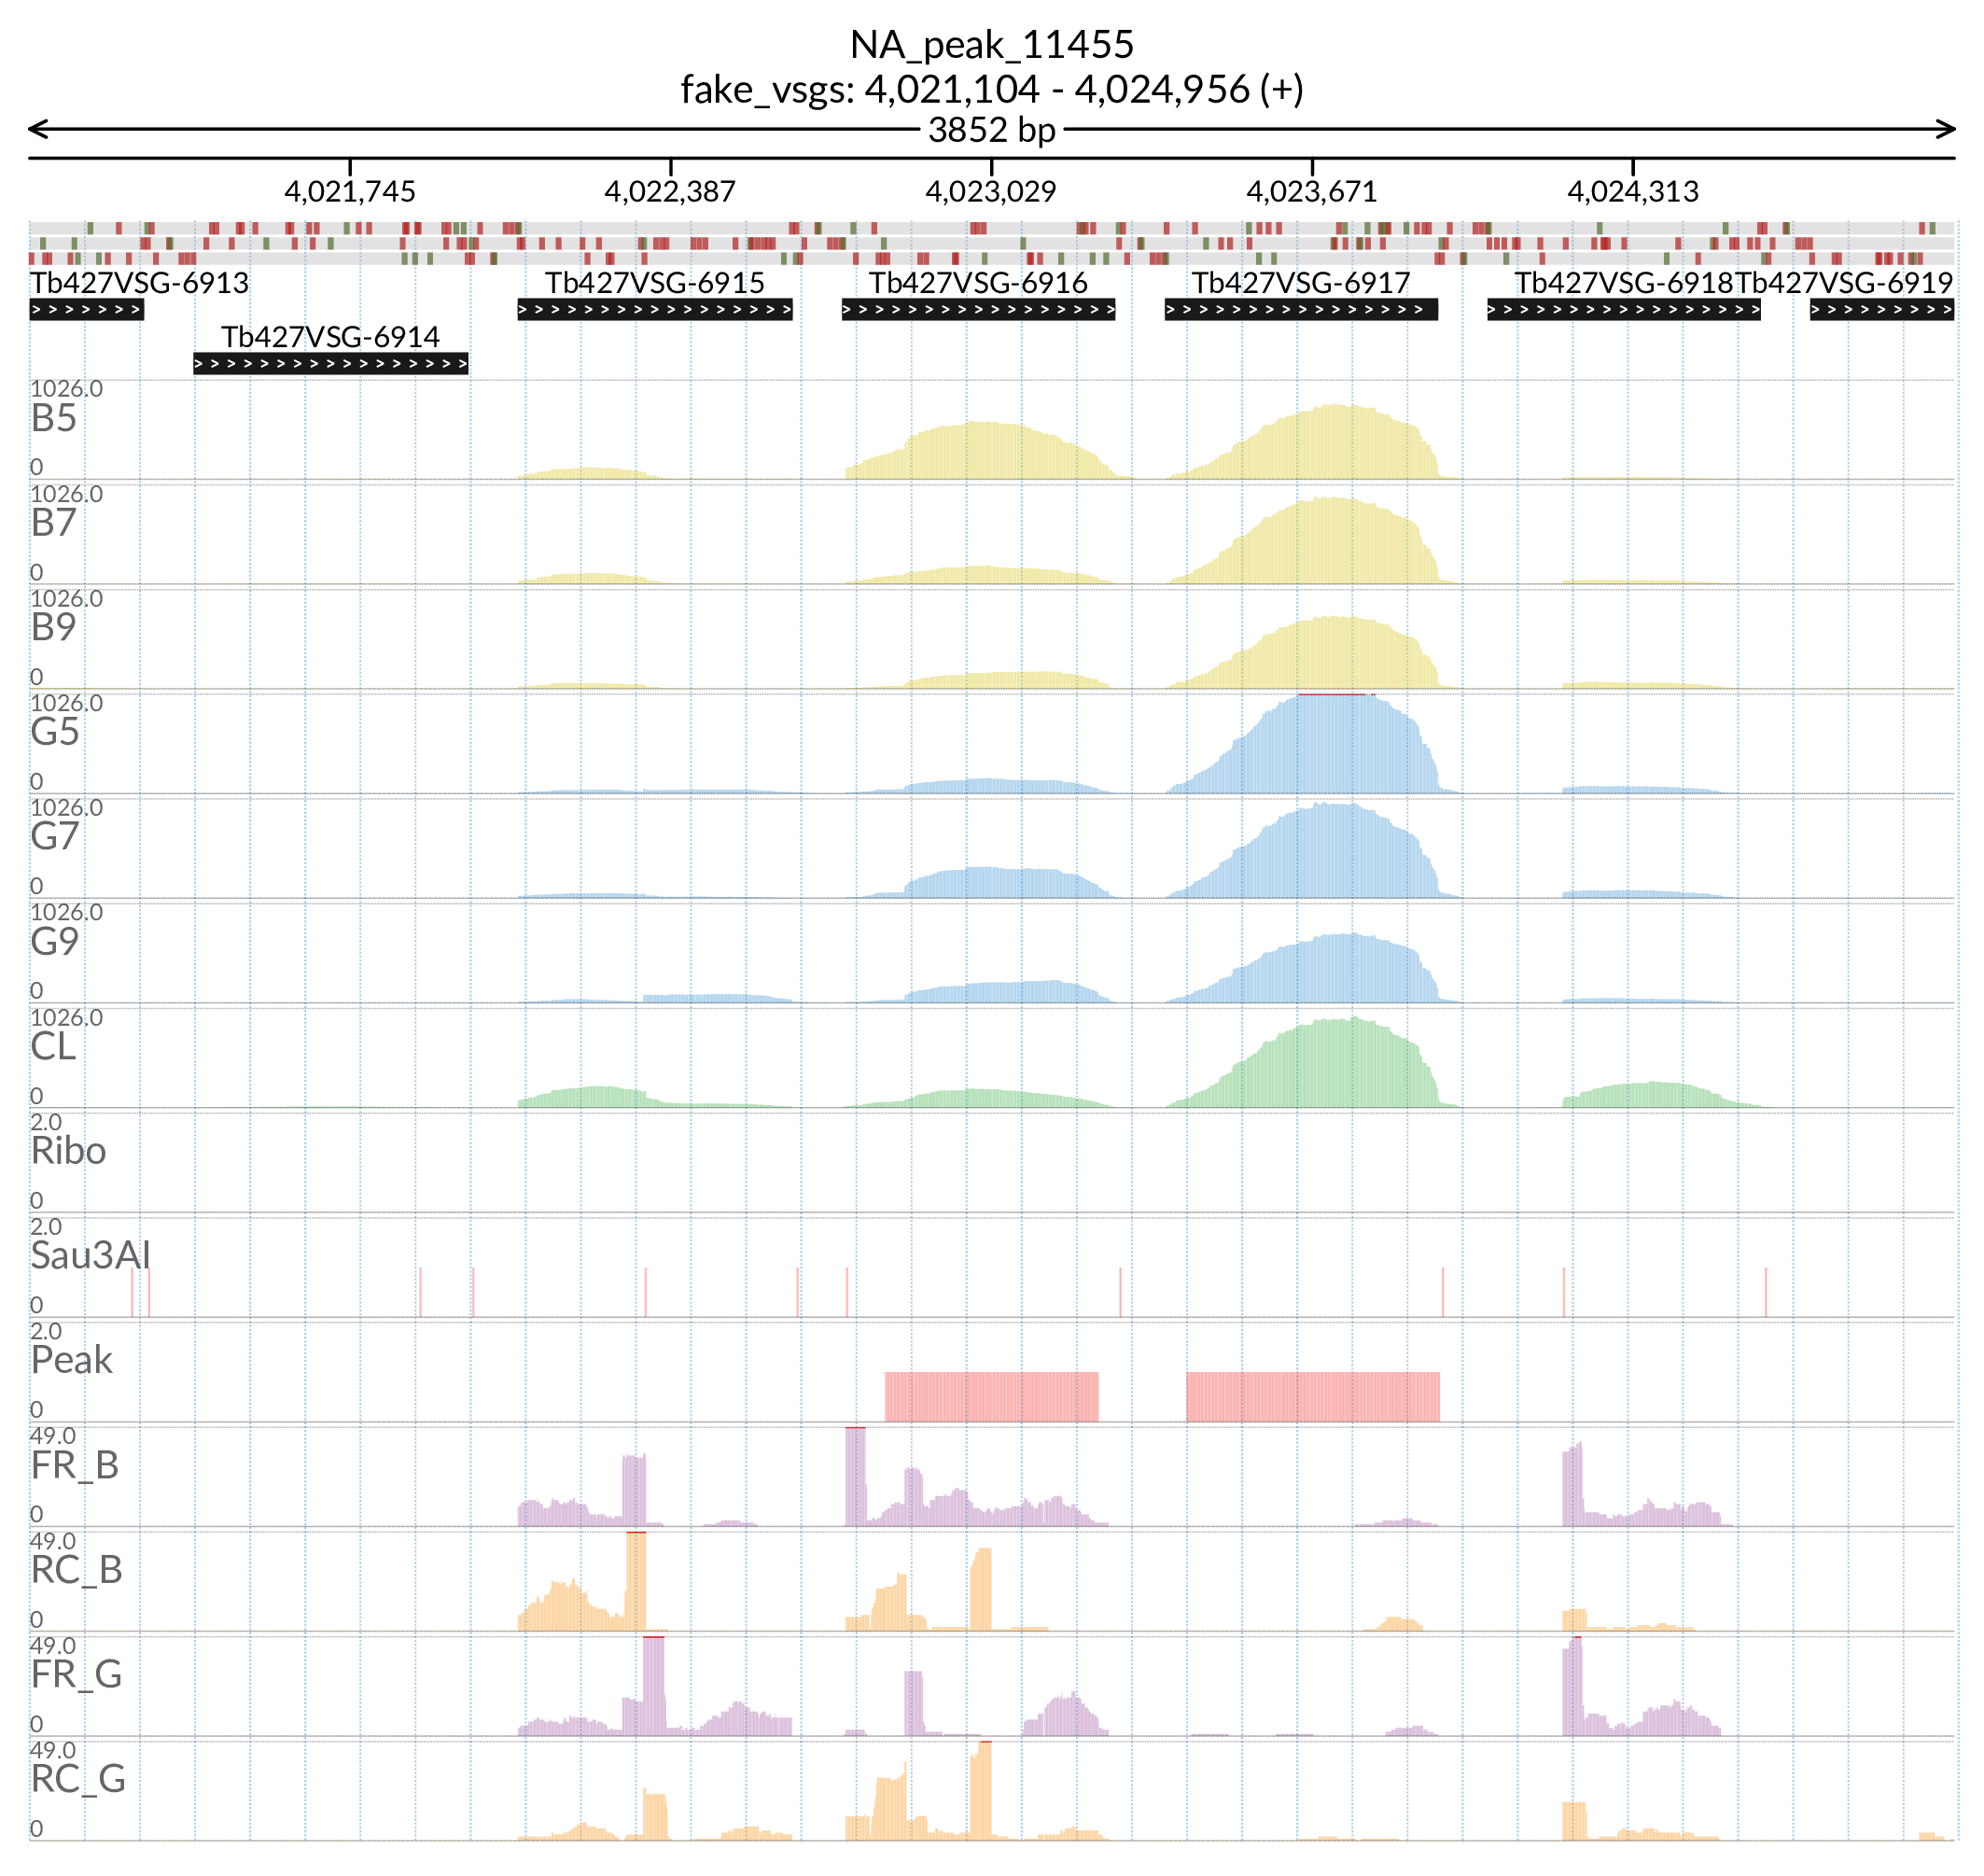 NA_peak_11455
fake_vsgs: 4,021,104 - 4,024,956 (+)
3852 bp
4,021,745 4,022,387 4,023,029 4,023,671 4,024,313
Tb427VSG-6913 Tb427VSG-6915 Tb427VSG-6916 Tb427VSG-6917 Tb427VSG-6918 Tb427VSG-6919
Tb427VSG-6914
1026.0
B5
0
1026.0
B7
0
1026.0
B9
0
1026.0
G5
0
1026.0
G7
0
1026.0
G9
0
1026.0
CL
0
2.0
Ribo
0
2.0
Sau3AI
0
2.0
Peak
0
49.0
FR_B
0
49.0
RC_B
0
49.0
FR_G
0
49.0
RC_G
0